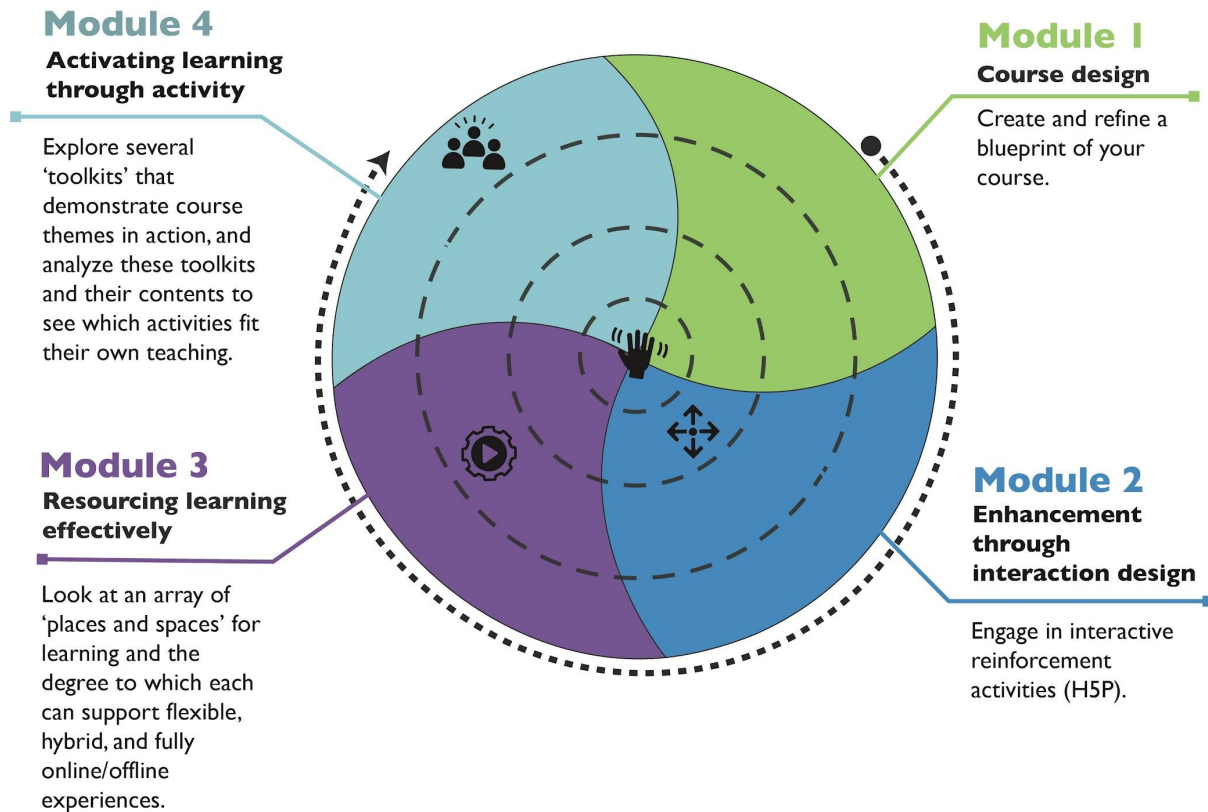 Module 1
Course design
Create and refine a
blueprint of your
course.
Module 2
Enhancement
through
interaction design
Engage in interactive
reinforcement
activities (H5P).
Module 3
Resourcing learning
effectively
Look at an array of
‘places and spaces’ for
learning and the
degree to which each
can support flexible,
hybrid, and fully
online/offline
experiences.
Module 4
Activating learning
through activity
Explore several
‘toolkits’ that
demonstrate course
themes in action, and
analyze these toolkits
and their contents to
see which activities fit
their own teaching.